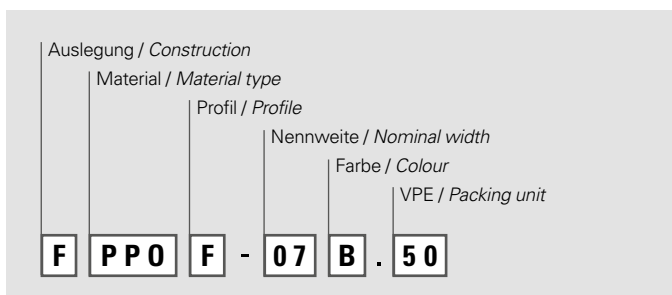 Auslegung / Construction
Material / Material type
Profil / Profile
Nennweite / Nominal width
Farbe / Colour
VPE / Packing unit
F PPO F - 07 B . 50